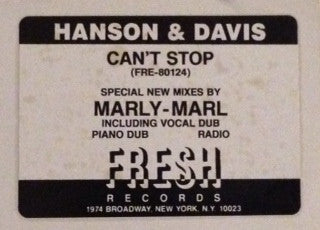 HANSON & DAVIS
CAN'T STOP
(FRE-80124)
SPECIAL NEW MIXES BY
MARLY-MARL
INCLUDING VOCAL DUB
PIANO DUB RADIO
FRESH
RECORDS
1974 BROADWAY, NEW YORK, N.Y 10023